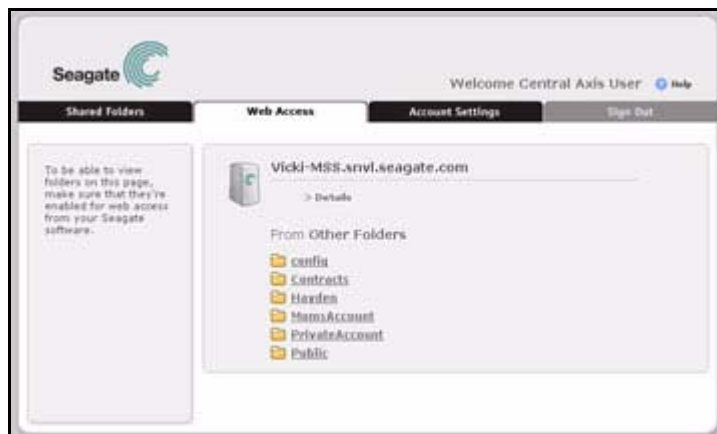 Seagate
Welcome Central Axis User ? Help
Shared Folders Web Access Account Settings Sign Out
To be able to view
folders on this page,
make sure that they're
enabled for web access
from your Seagate
software.
Vicki-MSS.snvl.seagate.com
> Details
From Other Folders
config
Contracts
Hayden
MomsAccount
PrivateAccount
Public